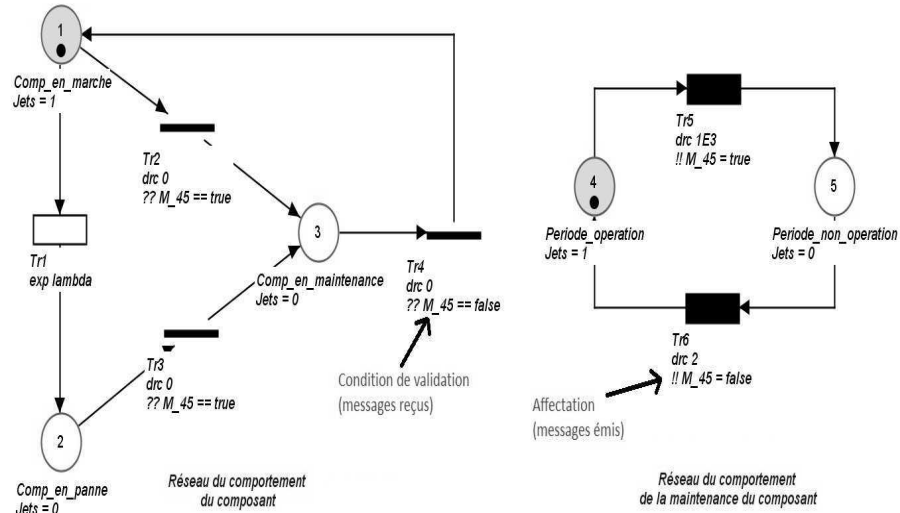 1
Comp_en_marche
Jets = 1
Tr2
drc 0
?? M_45 == true
Tr1
exp lambda
3
Comp_en_maintenance
Jets = 0
Tr4
drc 0
?? M_45 == false
Tr3
drc 0
?? M_45 == true
Condition de validation
(messages reçus)
2
Comp_en_panne
Jets = 0
Réseau du comportement
du composant
Tr5
drc 1E3
!! M_45 = true
4
Periode_operation
Jets = 1
5
Periode_non_operation
Jets = 0
Tr6
drc 2
!! M_45 = false
Affectation
(messages émis)
Réseau du comportement
de la maintenance du composant